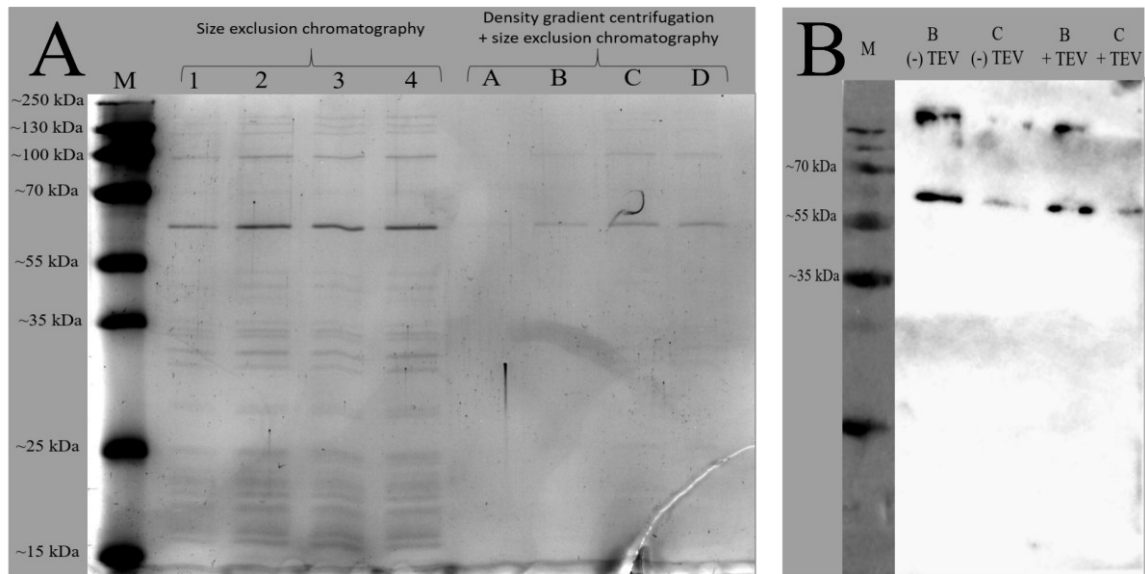 A
Size exclusion chromatography
Density gradient centrifugation
+ size exclusion chromatography
M 1 2 3 4 A B C D
~250 kDa
~130 kDa
~100 kDa
~70 kDa
~55 kDa
~35 kDa
~25 kDa
~15 kDa
B
M
B C B C
(-) TEV (-) TEV + TEV + TEV
~70 kDa
~55 kDa
~35 kDa